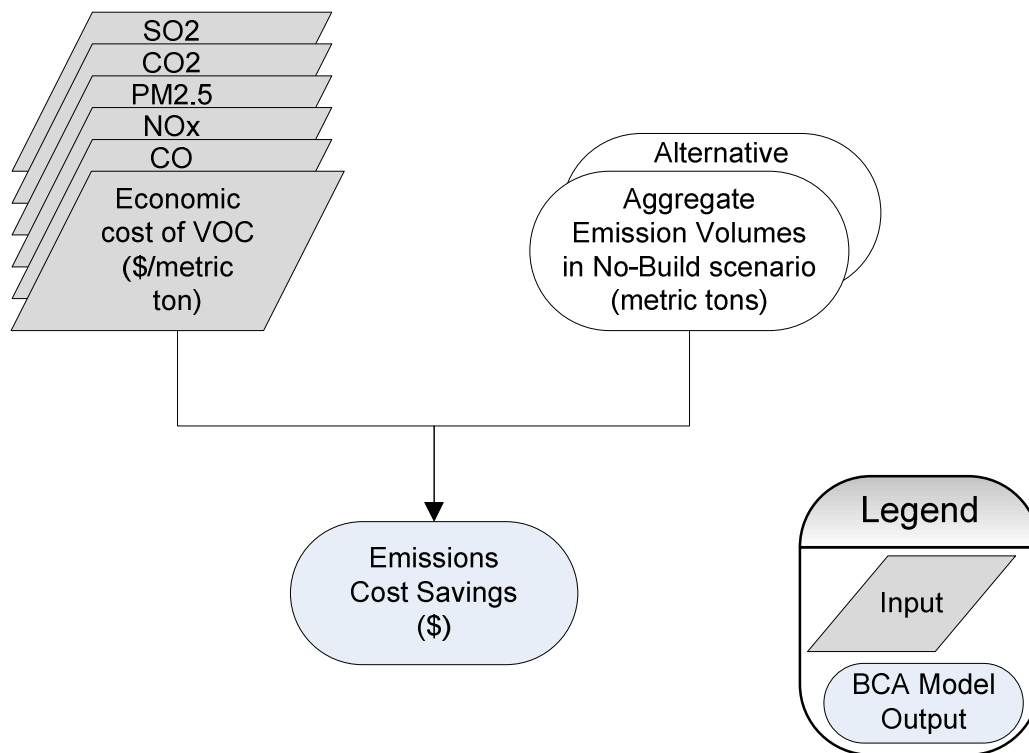 SO2
CO2
PM2.5
NOx
CO
Economic
cost of VOC
($/metric
ton)
Alternative
Aggregate
Emission Volumes
in No-Build scenario
(metric tons)
Emissions
Cost Savings
($)
Legend
Input
BCA Model
Output